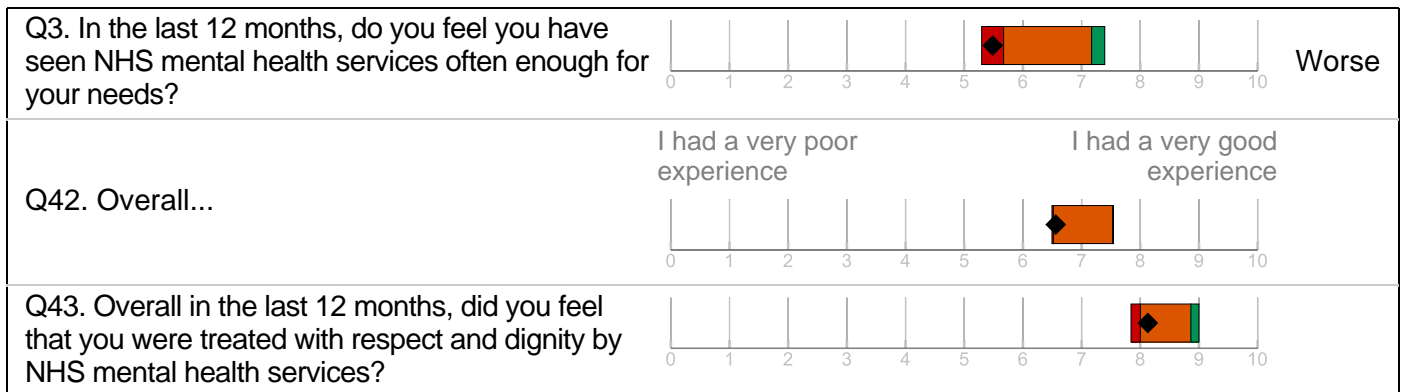 Q3. In the last 12 months, do you feel you have
seen NHS mental health services often enough for
your needs?
0 1 2 3 4 5 6 7 8 9 10
Worse
I had a very poor
experience
I had a very good
experience
Q42. Overall...
0 1 2 3 4 5 6 7 8 9 10
Q43. Overall in the last 12 months, did you feel
that you were treated with respect and dignity by
NHS mental health services?
0 1 2 3 4 5 6 7 8 9 10